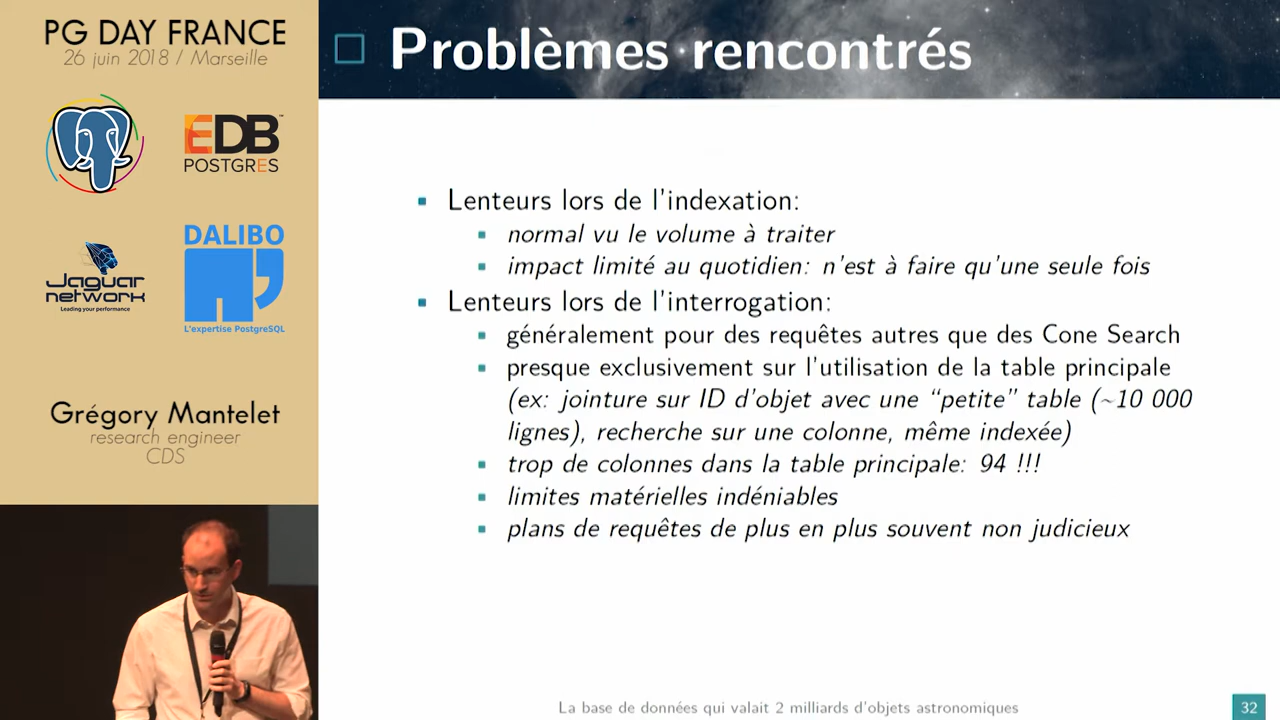 PG DAY FRANCE
26 juin 2018 / Marseille
EDB
POSTGRES
Jaguar
network
Leading your performance
DALIBO
L'expertise PostgreSQL
Grégory Mantelet
research engineer
CDS
Problèmes rencontrés
Lenteurs lors de l'indexation:
normal vu le volume à traiter
impact limité au quotidien: n'est à faire qu'une seule fois
Lenteurs lors de l'interrogation:
généralement pour des requêtes autres que des Cone Search
presque exclusivement sur l'utilisation de la table principale
(ex: jointure sur ID d'objet avec une “petite” table (~10 000
lignes), recherche sur une colonne, même indexée)
trop de colonnes dans la table principale: 94 !!!
limites matérielles indéniables
plans de requêtes de plus en plus souvent non judicieux
La base de données qui valait 2 milliards d'objets astronomiques
32